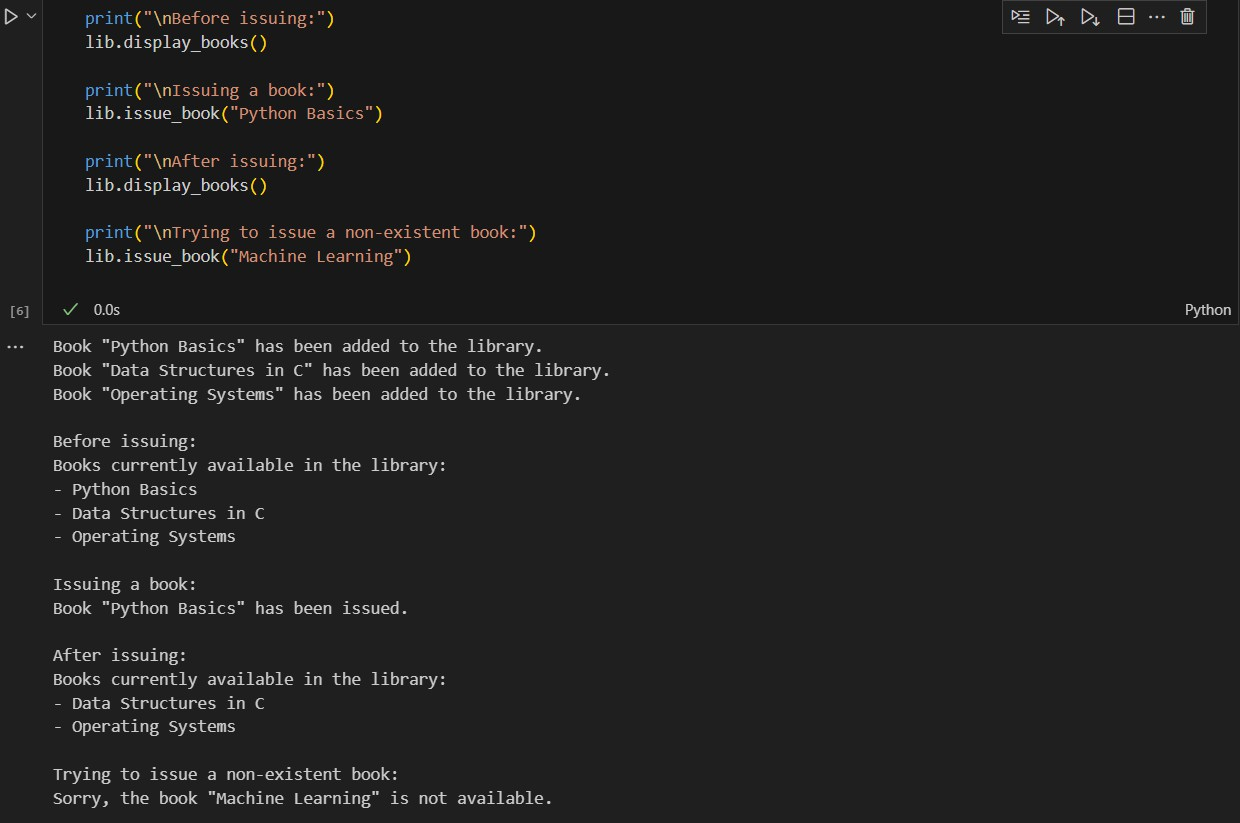 print("\nBefore issuing:")
lib.display_books()
print("\nIssuing a book:")
lib.issue_book("Python Basics")
print("\nAfter issuing:")
lib.display_books()
print("\nTrying to issue a non-existent book:")
lib.issue_book("Machine Learning")
[6]
0.0s
Python
Book "Python Basics" has been added to the library.
Book "Data Structures in C" has been added to the library.
Book "Operating Systems" has been added to the library.
Before issuing:
Books currently available in the library:
- Python Basics
- Data Structures in C
- Operating Systems
Issuing a book:
Book "Python Basics" has been issued.
After issuing:
Books currently available in the library:
- Data Structures in C
- Operating Systems
Trying to issue a non-existent book:
Sorry, the book "Machine Learning" is not available.